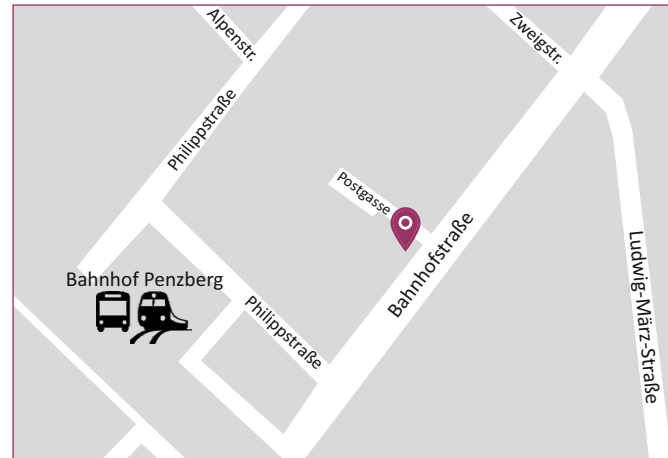 Alpenstr.
Zweigstr.
Philippstraße
Postgasse
Bahnhofstraße
Ludwig-März-Straße
Bahnhof Penzberg
Philippstraße